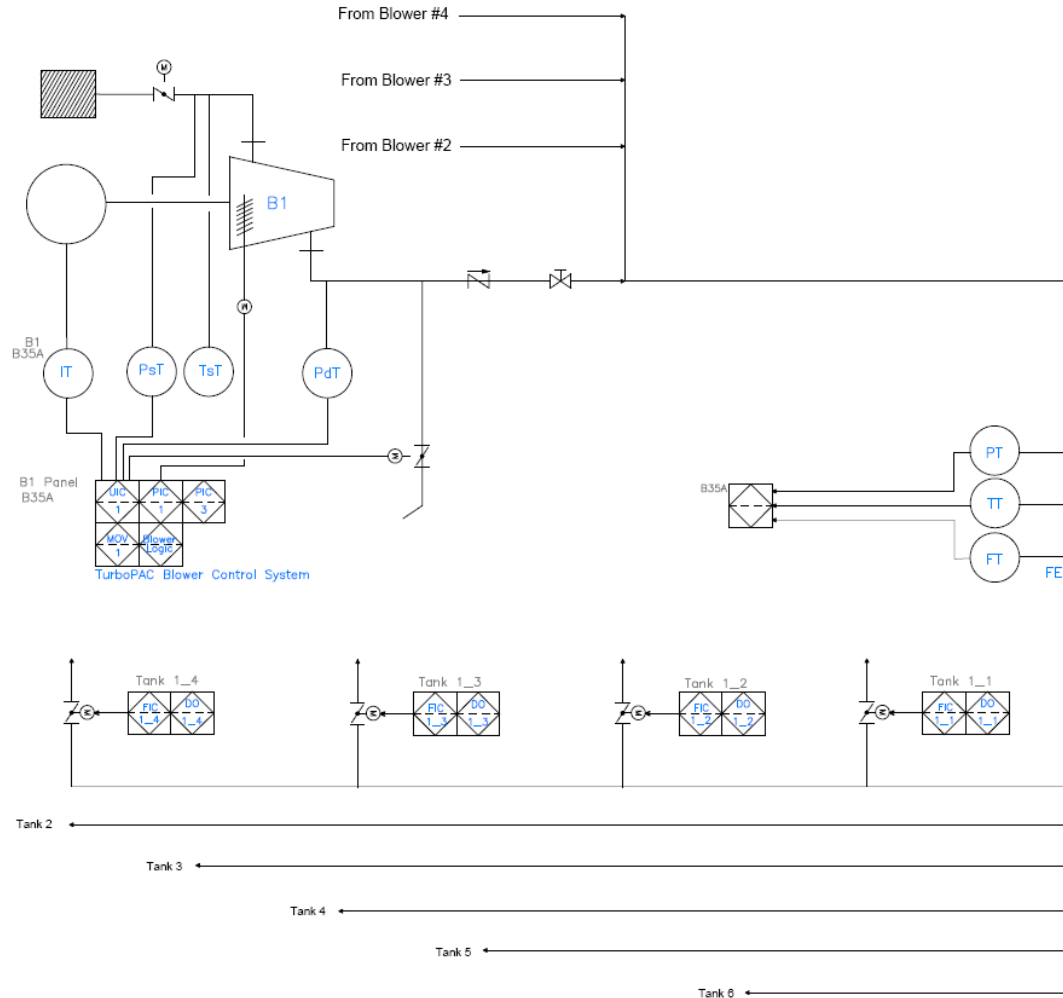 From Blower #4
M
From Blower #3
From Blower #2
B1
M
B1
B35A
IT
PsT
TsT
PdT
M
PT
B1 Panel
B35A
UIC
1
PIC
1
PIC
3
B35A
TT
MOV
1
Blower
Logic
FT
FE
TurboPAC Blower Control System
Tank 1_4
Tank 1_3
Tank 1_2
Tank 1_1
M
FIC
1_4
DO
1_4
M
FIC
1_3
DO
1_3
M
FIC
1_2
DO
1_2
M
FIC
1_1
DO
1_1
Tank 2
Tank 3
Tank 4
Tank 5
Tank 6